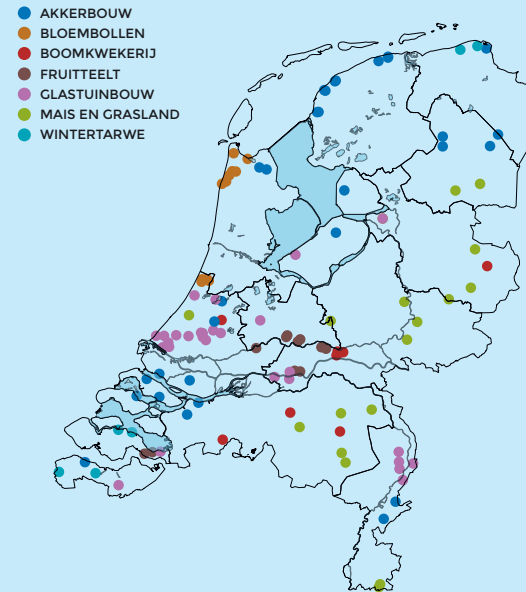 AKKERBOUW
BLOEMBOLLEN
BOOMKWEKERIJ
FRUITTEELT
GLASTUINBOUW
MAIS EN GRASLAND
WINTERTARWE